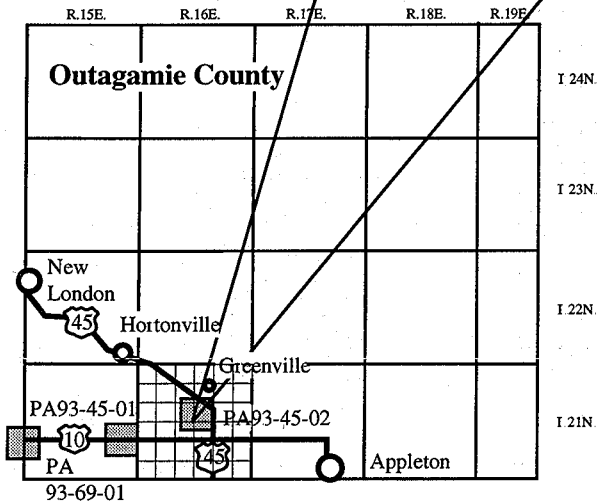 R.15E. R.16E. R.17E. R.18E. R.19E.
Outagamie County
T 24N.
T 23N.
New
London
45
Hortonville
T 22N.
Greenville
PA93-45-01
PA93-45-02
T 21N.
10
45
PA
93-69-01
Appleton